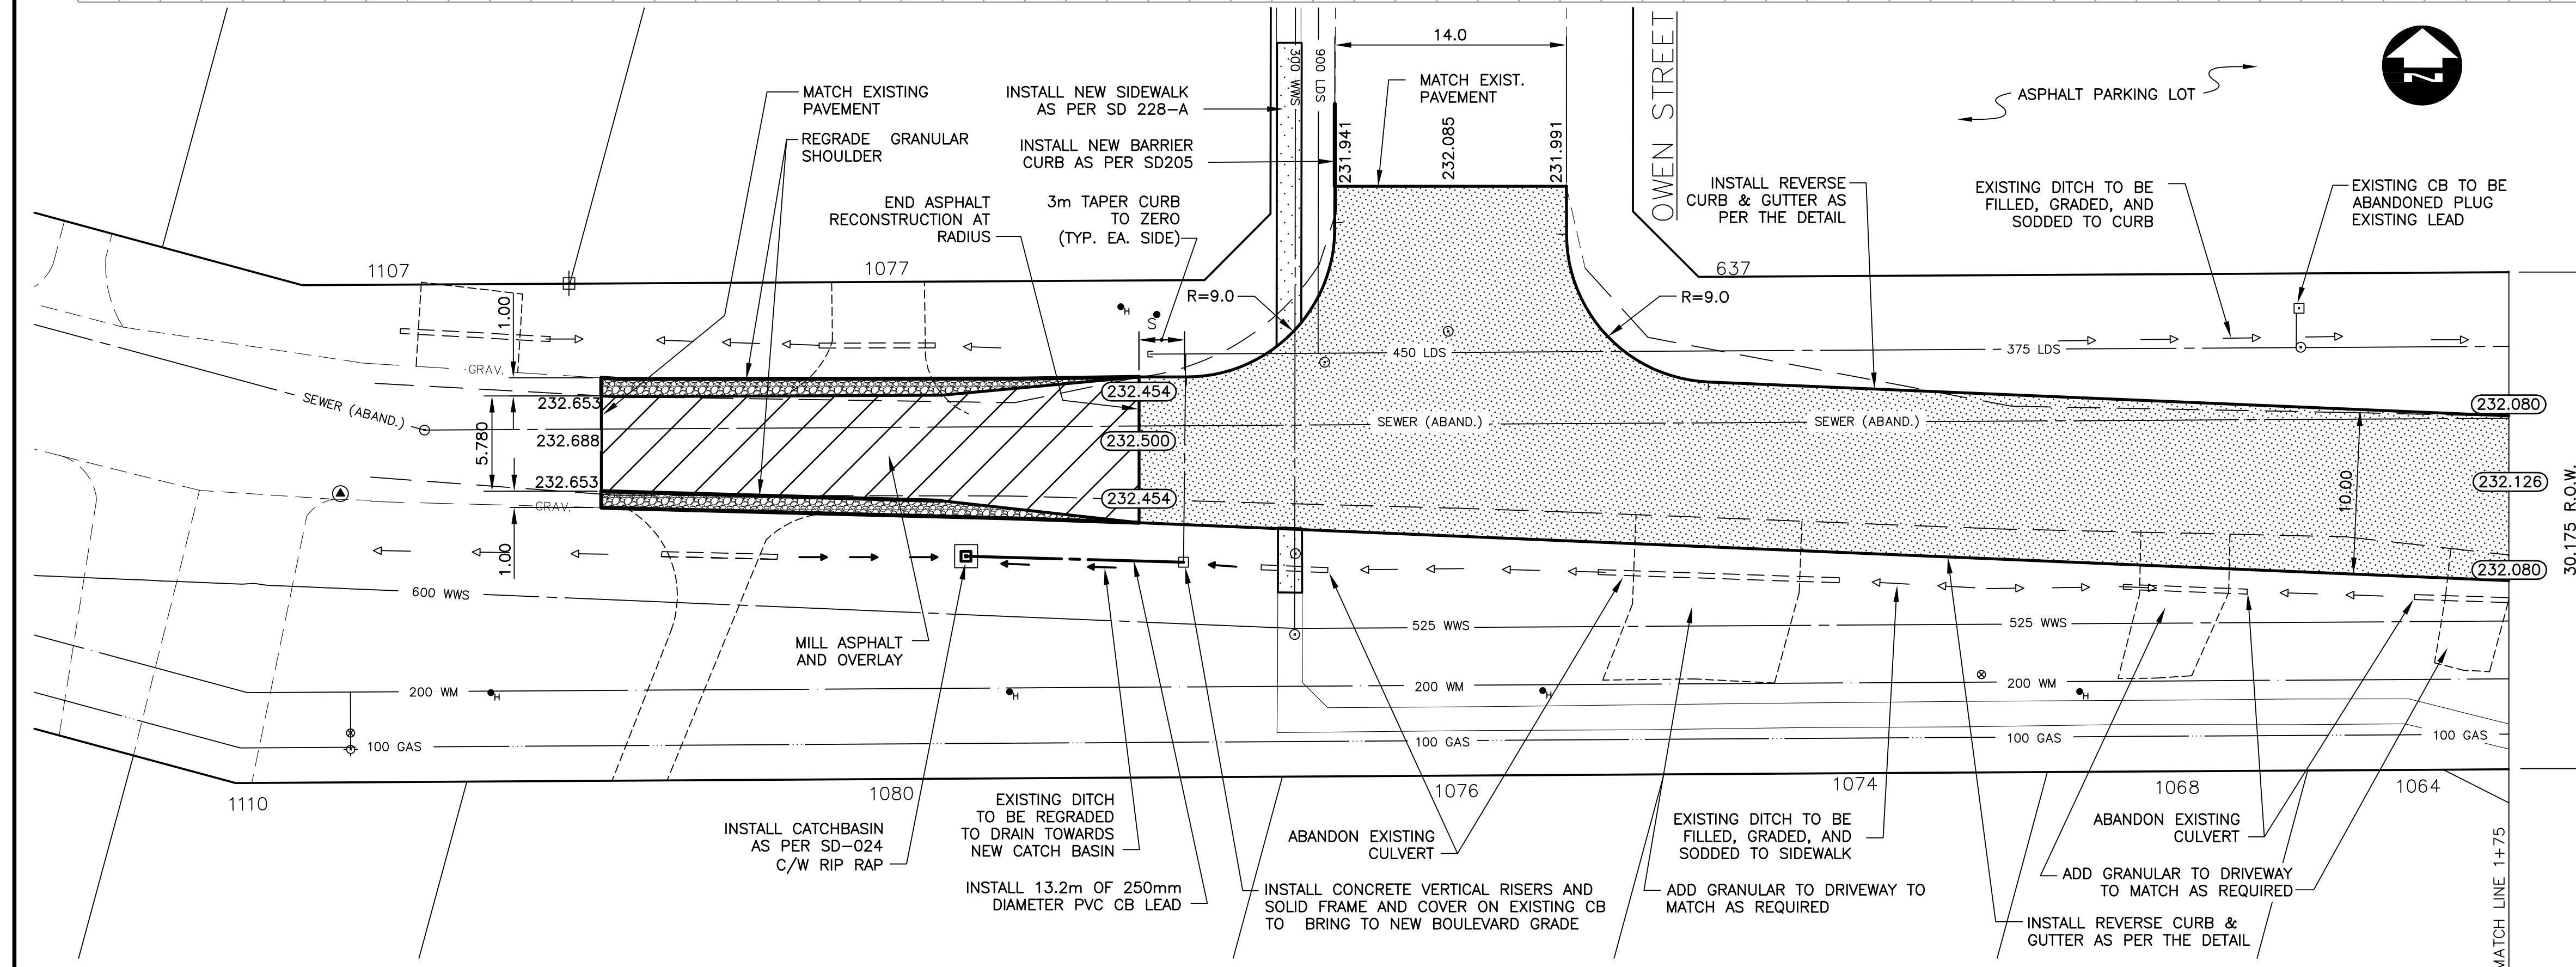 14.0
OWEN STREET
300 WWS
900 LDS
MATCH EXISTING
PAVEMENT
REGRADE GRANULAR
SHOULDER
INSTALL NEW SIDEWALK
AS PER SD 228-A
INSTALL NEW BARRIER
CURB AS PER SD205
MATCH EXIST.
PAVEMENT
231.941
232.085
231.991
ASPHALT PARKING LOT
N
END ASPHALT
RECONSTRUCTION AT
RADIUS
3m TAPER CURB
TO ZERO
(TYP. EA. SIDE)
INSTALL REVERSE
CURB & GUTTER AS
PER THE DETAIL
EXISTING DITCH TO BE
FILLED, GRADED, AND
SODDED TO CURB
EXISTING CB TO BE
ABANDONED PLUG
EXISTING LEAD
1107
1077
637
R=9.0
R=9.0
1.00
H
S
450 LDS
375 LDS
GRAV.
232.653
232.454
232.080
SEWER (ABAND.)
SEWER (ABAND.)
SEWER (ABAND.)
5.780
232.688
232.500
232.653
232.454
10.00
232.126
30.175 R.O.W.
GRAV.
1.00
232.080
600 WWS
525 WWS
525 WWS
MILL ASPHALT
AND OVERLAY
200 WM
H
H
200 WM
H
200 WM
H
100 GAS
100 GAS
100 GAS
100 GAS
1110
1080
1076
1074
1068
1064
INSTALL CATCHBASIN
AS PER SD-024
C/W RIP RAP
EXISTING DITCH
TO BE REGRADED
TO DRAIN TOWARDS
NEW CATCH BASIN
INSTALL 13.2m OF 250mm
DIAMETER PVC CB LEAD
ABANDON EXISTING
CULVERT
INSTALL CONCRETE VERTICAL RISERS AND
SOLID FRAME AND COVER ON EXISTING CB
TO BRING TO NEW BOULEVARD GRADE
EXISTING DITCH TO BE
FILLED, GRADED, AND
SODDED TO SIDEWALK
ADD GRANULAR TO DRIVEWAY TO
MATCH AS REQUIRED
ABANDON EXISTING
CULVERT
ADD GRANULAR TO DRIVEWAY
TO MATCH AS REQUIRED
INSTALL REVERSE CURB &
GUTTER AS PER THE DETAIL
MATCH LINE 1+75